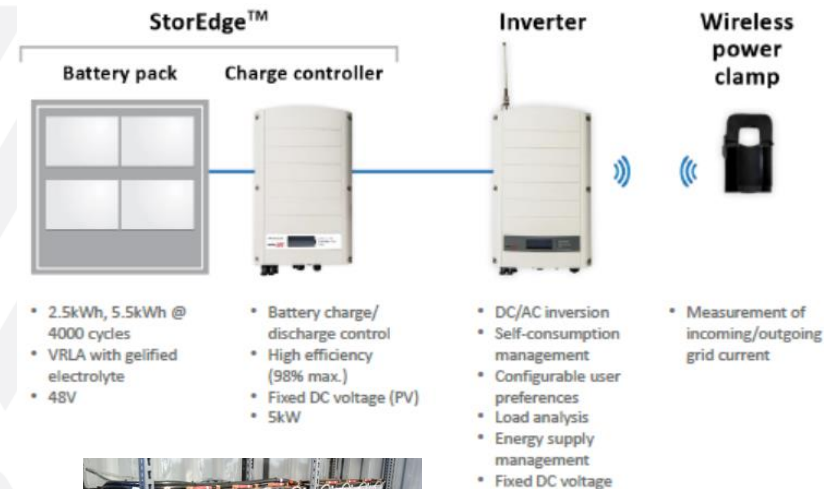 StorEdge™
Inverter
Wireless
power
clamp
Battery pack
Charge controller
• 2.5kWh, 5.5kWh @
4000 cycles
• VRLA with gelified
electrolyte
• 48V
• Battery charge/
discharge control
• High efficiency
(98% max.)
• Fixed DC voltage (PV)
• 5kW
• DC/AC inversion
• Self-consumption
management
• Configurable user
preferences
• Load analysis
• Energy supply
management
• Fixed DC voltage
• Measurement of
incoming/outgoing
grid current